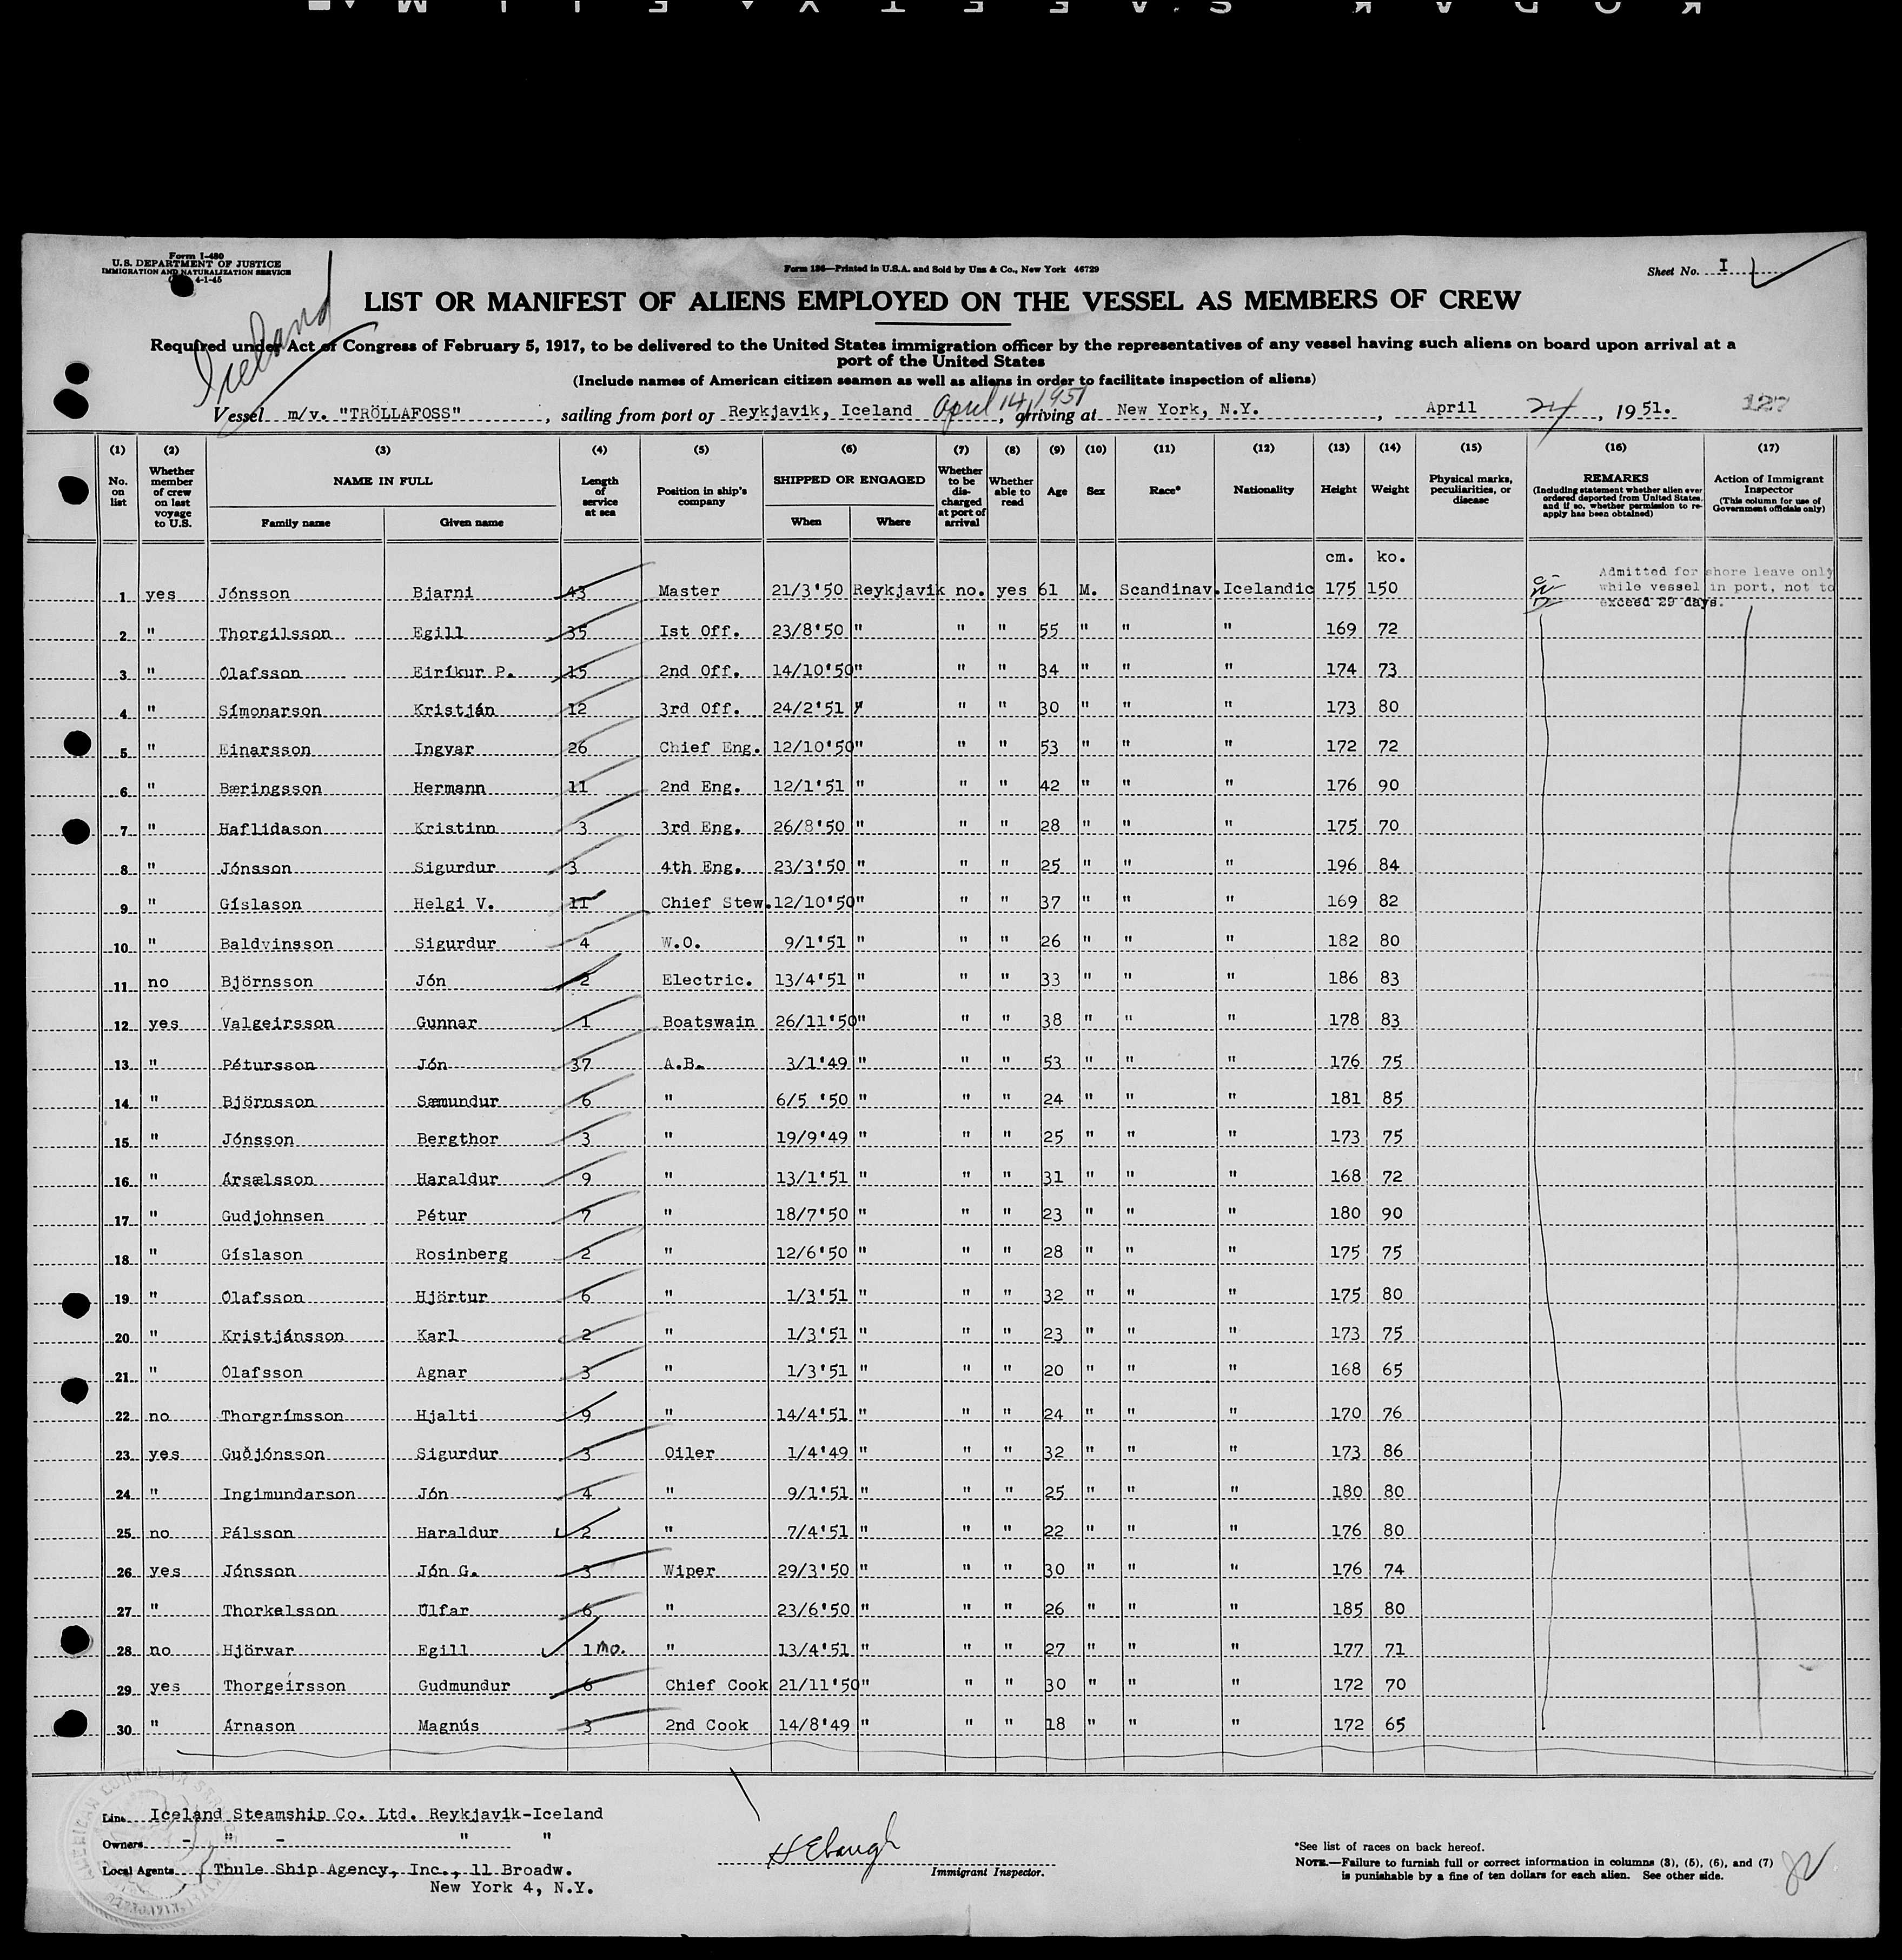 KODAK SAFETY FILM
Form I-480
U.S. DEPARTMENT OF JUSTICE
IMMIGRATION AND NATURALIZATION SERVICE
4-1-45
Form 186—Printed in U.S.A. and Sold by Unz & Co., New York 46729
Sheet No. I
Iceland
LIST OR MANIFEST OF ALIENS EMPLOYED ON THE VESSEL AS MEMBERS OF CREW
Required under Act of Congress of February 5, 1917, to be delivered to the United States immigration officer by the representatives of any vessel having such aliens on board upon arrival at a
port of the United States
(Include names of American citizen seamen as well as aliens in order to facilitate inspection of aliens)
Vessel m/v. "TRÖLLAFOSS", sailing from port of Reykjavik, Iceland April 14, 1951, arriving at New York, N.Y., April 24, 1951. 127
(1) (2) (3) (4) (5) (6) (7) (8) (9) (10) (11) (12) (13) (14) (15) (16) (17)
No. on list
Whether member of crew on last voyage to U.S.
NAME IN FULL
Family name Given name
Length of service at sea
Position in ship's company
SHIPPED OR ENGAGED
When Where
Whether to be discharged at port of arrival
Whether able to read
Age
Sex
Race*
Nationality
Height
Weight
Physical marks, peculiarities, or disease
REMARKS
(Including statement whether alien ever ordered deported from United States, and if so, whether permission to re-apply has been obtained)
Action of Immigrant Inspector
(This column for use of Government officials only)
cm. ko.
Admitted for shore leave only
while vessel in port, not to
exceed 29 days.
1 yes Jónsson Bjarni 43 Master 21/3'50 Reykjavik no. yes 61 M. Scandinav. Icelandic 175 150
2 " Thorgilsson Egill 35 Ist Off. 23/8'50 " " " 55 " " " 169 72
3 " Olafsson Eiríkur P. 15 2nd Off. 14/10'50 " " " 34 " " " 174 73
4 " Símonarson Kristján 12 3rd Off. 24/2'51 " " " 30 " " " 173 80
5 " Einarsson Ingvar 26 Chief Eng. 12/10'50 " " " 53 " " " 172 72
6 " Bæringsson Hermann 11 2nd Eng. 12/1'51 " " " 42 " " " 176 90
7 " Haflidason Kristinn 3 3rd Eng. 26/8'50 " " " 28 " " " 175 70
8 " Jónsson Sigurdur 3 4th Eng. 23/3'50 " " " 25 " " " 196 84
9 " Gíslason Helgi V. 11 Chief Stew. 12/10'50 " " " 37 " " " 169 82
10 " Baldvinsson Sigurdur 4 W.O. 9/1'51 " " " 26 " " " 182 80
11 no Björnsson Jón 2 Electric. 13/4'51 " " " 33 " " " 186 83
12 yes Valgeirsson Gunnar 1 Boatswain 26/11'50 " " " 38 " " " 178 83
13 " Pétursson Jón 37 A.B. 3/1'49 " " " 53 " " " 176 75
14 " Björnsson Sæmundur 6 " 6/5 '50 " " " 24 " " " 181 85
15 " Jónsson Bergthor 3 " 19/9'49 " " " 25 " " " 173 75
16 " Ársælsson Haraldur 9 " 13/1'51 " " " 31 " " " 168 72
17 " Gudjohnsen Pétur 7 " 18/7'50 " " " 23 " " " 180 90
18 " Gíslason Rosinberg 2 " 12/6'50 " " " 28 " " " 175 75
19 " Olafsson Hjörtur 6 " 1/3'51 " " " 32 " " " 175 80
20 " Kristjánsson Karl 2 " 1/3'51 " " " 23 " " " 173 75
21 " Olafsson Agnar 3 " 1/3'51 " " " 20 " " " 168 65
22 no Thorgrímsson Hjalti 9 " 14/4'51 " " " 24 " " " 170 76
23 yes Guðjónsson Sigurdur 3 Oiler 1/4'49 " " " 32 " " " 173 86
24 " Ingimundarson Jón 4 " 9/1'51 " " " 25 " " " 180 80
25 no Pálsson Haraldur 2 " 7/4'51 " " " 22 " " " 176 80
26 yes Jónsson Jón G. 3 Wiper 29/3'50 " " " 30 " " " 176 74
27 " Thorkelsson Ulfar 6 " 23/6'50 " " " 26 " " " 185 80
28 no Hjörvar Egill 1 mo. " 13/4'51 " " " 27 " " " 177 71
29 yes Thorgeirsson Gudmundur 6 Chief Cook 21/11'50 " " " 30 " " " 172 70
30 " Árnason Magnús 3 2nd Cook 14/8'49 " " " 18 " " " 172 65
Line Iceland Steamship Co. Ltd. Reykjavik-Iceland
Owners - " - " "
Local Agents Thule Ship Agency, Inc., 11 Broadw.
New York 4, N.Y.
Immigrant Inspector.
*See list of races on back hereof.
NOTE.—Failure to furnish full or correct information in columns (3), (5), (6), and (7)
is punishable by a fine of ten dollars for each alien. See other side.